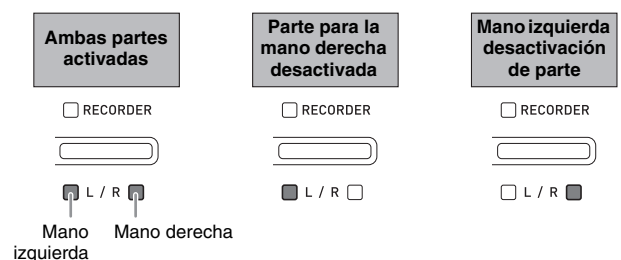 Ambas partes
activadas
RECORDER
L / R
Mano
izquierda
Mano derecha
Parte para la
mano derecha
desactivada
RECORDER
L / R
Mano izquierda
desactivación
de parte
RECORDER
L / R